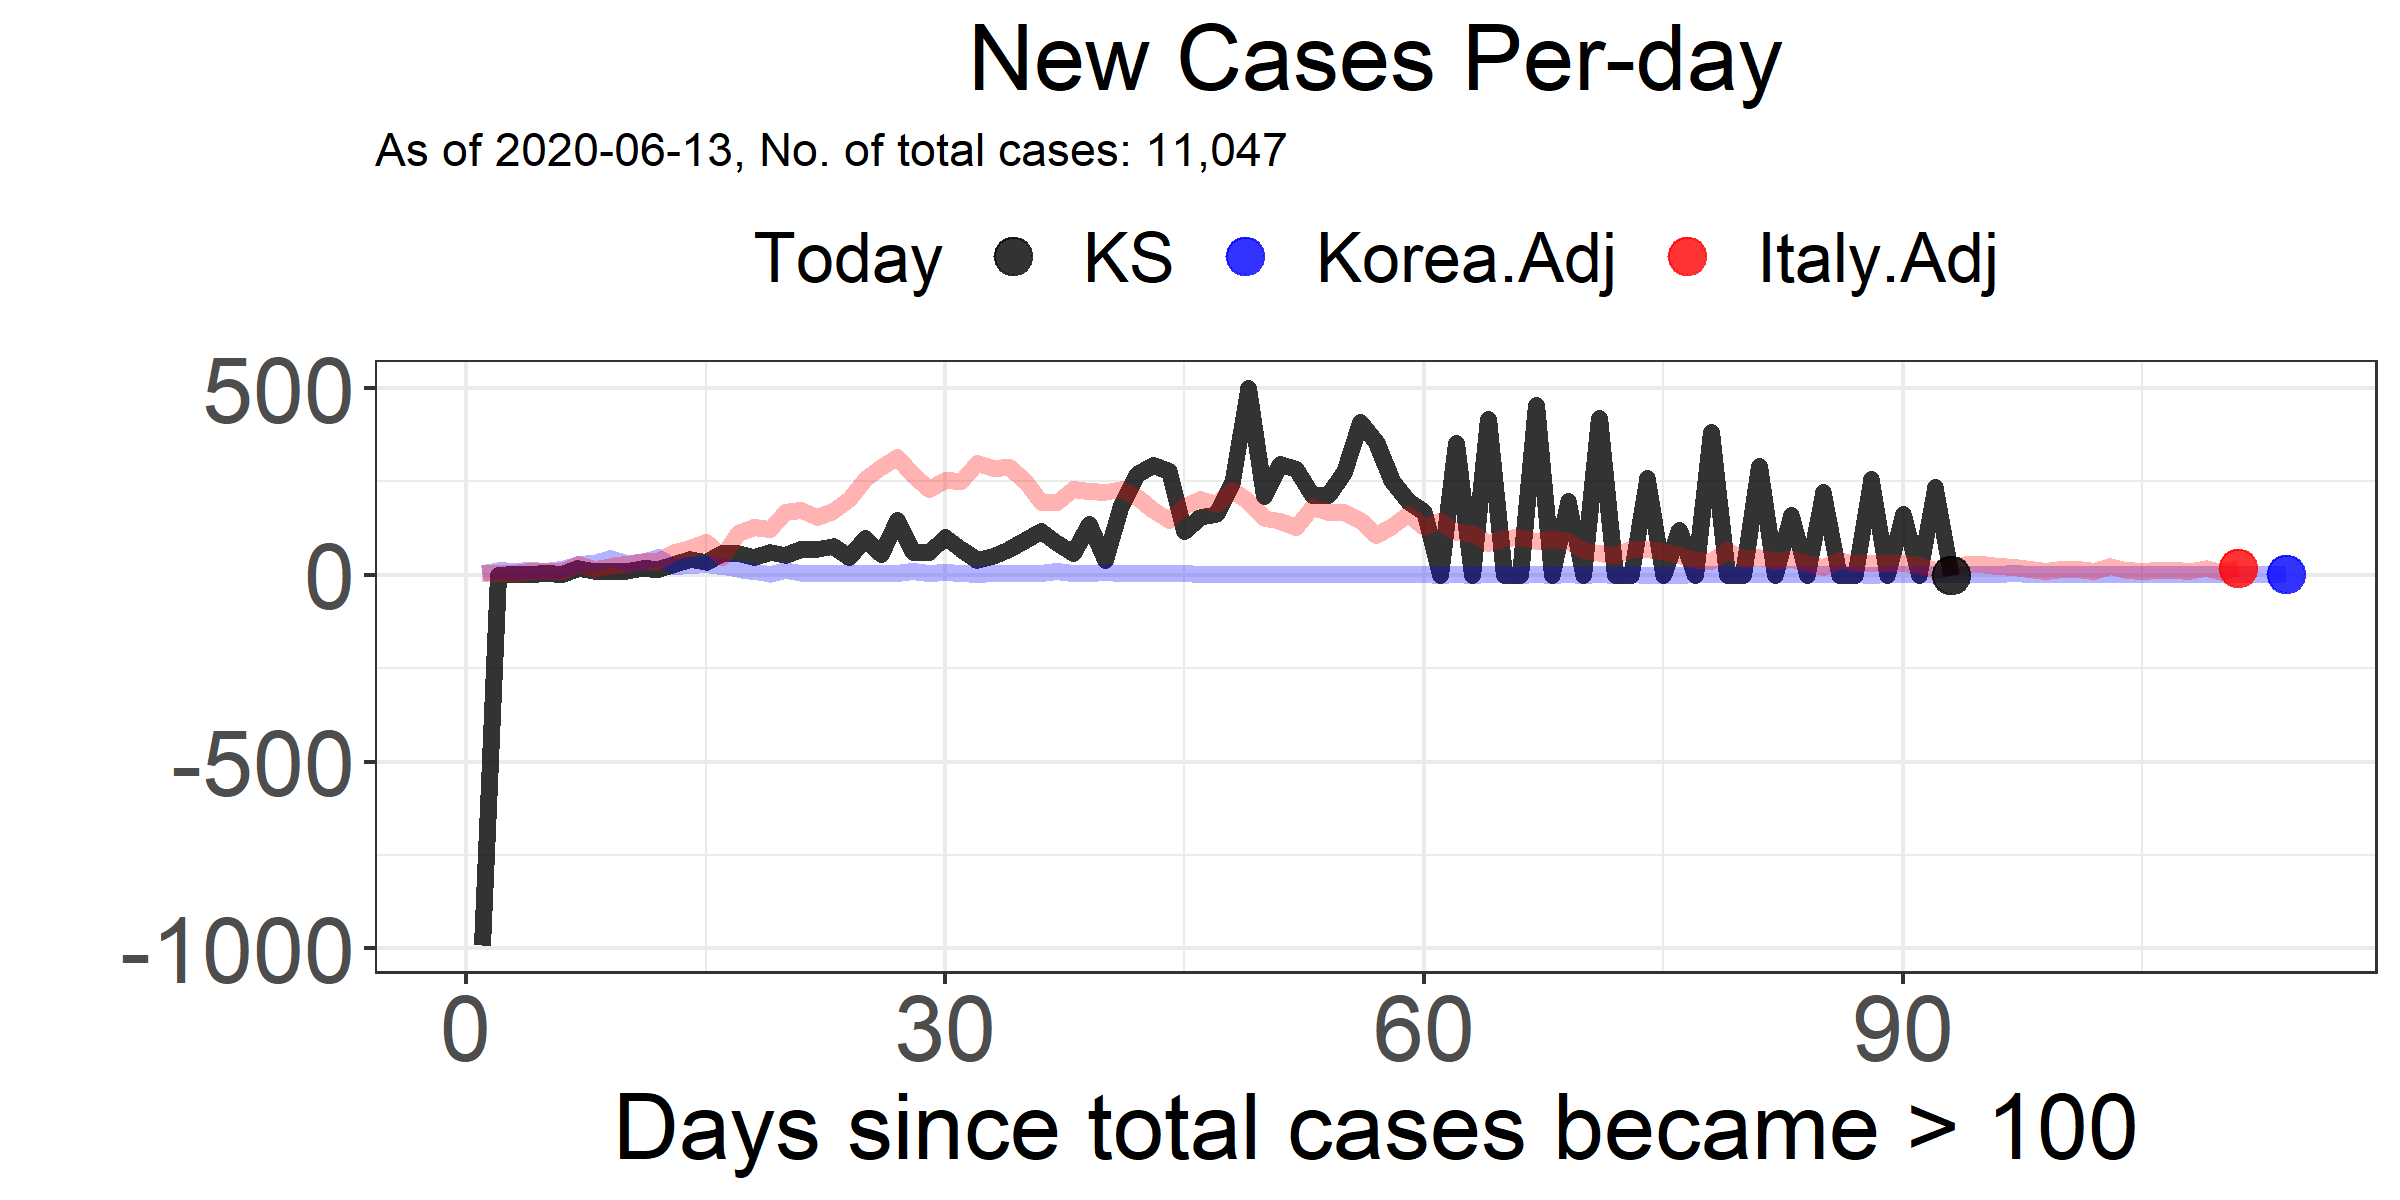 New Cases Per-day
As of 2020-06-13, No. of total cases: 11,047
Today KS Korea.Adj Italy.Adj
500
0
-500
-1000
0 30 60 90
Days since total cases became > 100